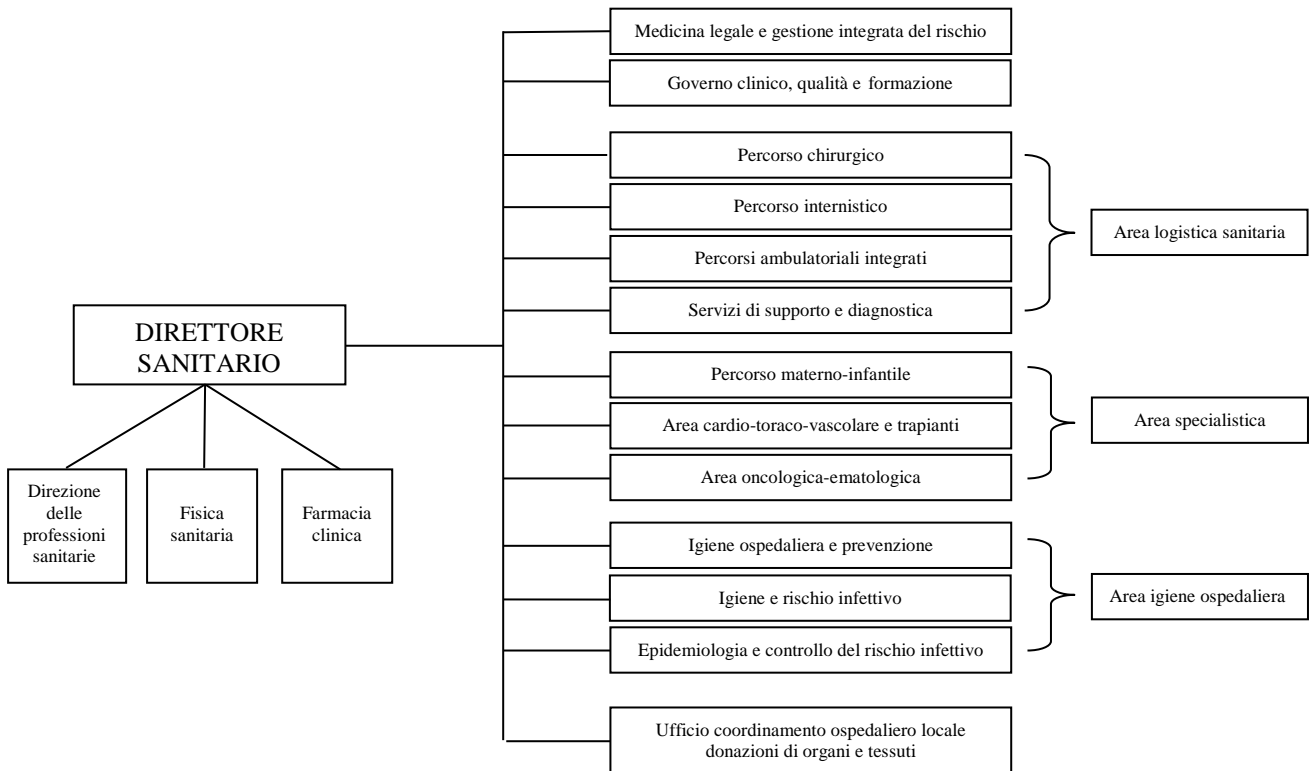 Medicina legale e gestione integrata del rischio
Governo clinico, qualità e formazione
Percorso chirurgico
Percorso internistico
Percorsi ambulatoriali integrati
Servizi di supporto e diagnostica
Area logistica sanitaria
DIRETTORE
SANITARIO
Percorso materno-infantile
Area cardio-toraco-vascolare e trapianti
Area oncologica-ematologica
Area specialistica
Direzione
delle
professioni
sanitarie
Fisica
sanitaria
Farmacia
clinica
Igiene ospedaliera e prevenzione
Igiene e rischio infettivo
Epidemiologia e controllo del rischio infettivo
Area igiene ospedaliera
Ufficio coordinamento ospedaliero locale
donazioni di organi e tessuti